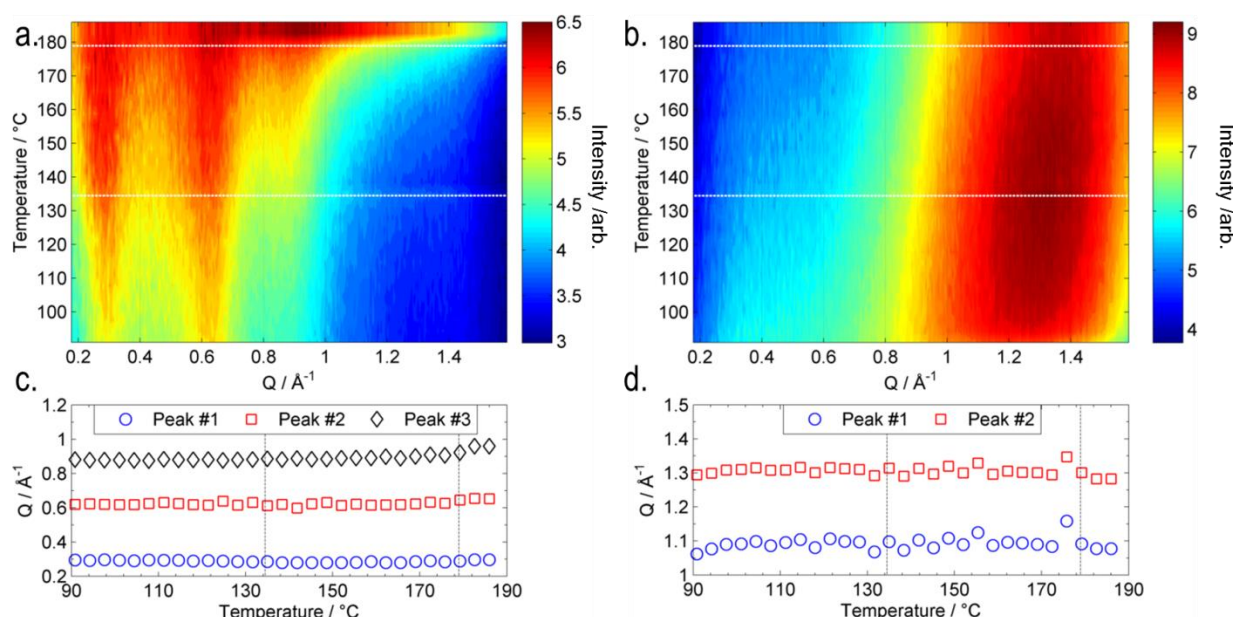 a.
6.5
6
5.5
5
4.5
4
3.5
3
Intensity /arb.
180
170
160
150
140
130
120
110
100
Temperature / °C
0.2 0.4 0.6 0.8 1 1.2 1.4
Q / Å⁻¹
b.
9
8
7
6
5
4
Intensity /arb.
180
170
160
150
140
130
120
110
100
Temperature / °C
0.2 0.4 0.6 0.8 1 1.2 1.4
Q / Å⁻¹
c.
Peak #1 Peak #2 Peak #3
1.2
1
0.8
0.6
0.4
0.2
Q / Å⁻¹
90 110 130 150 170 190
Temperature / °C
d.
Peak #1 Peak #2
1.5
1.4
1.3
1.2
1.1
1
Q / Å⁻¹
90 110 130 150 170 190
Temperature / °C